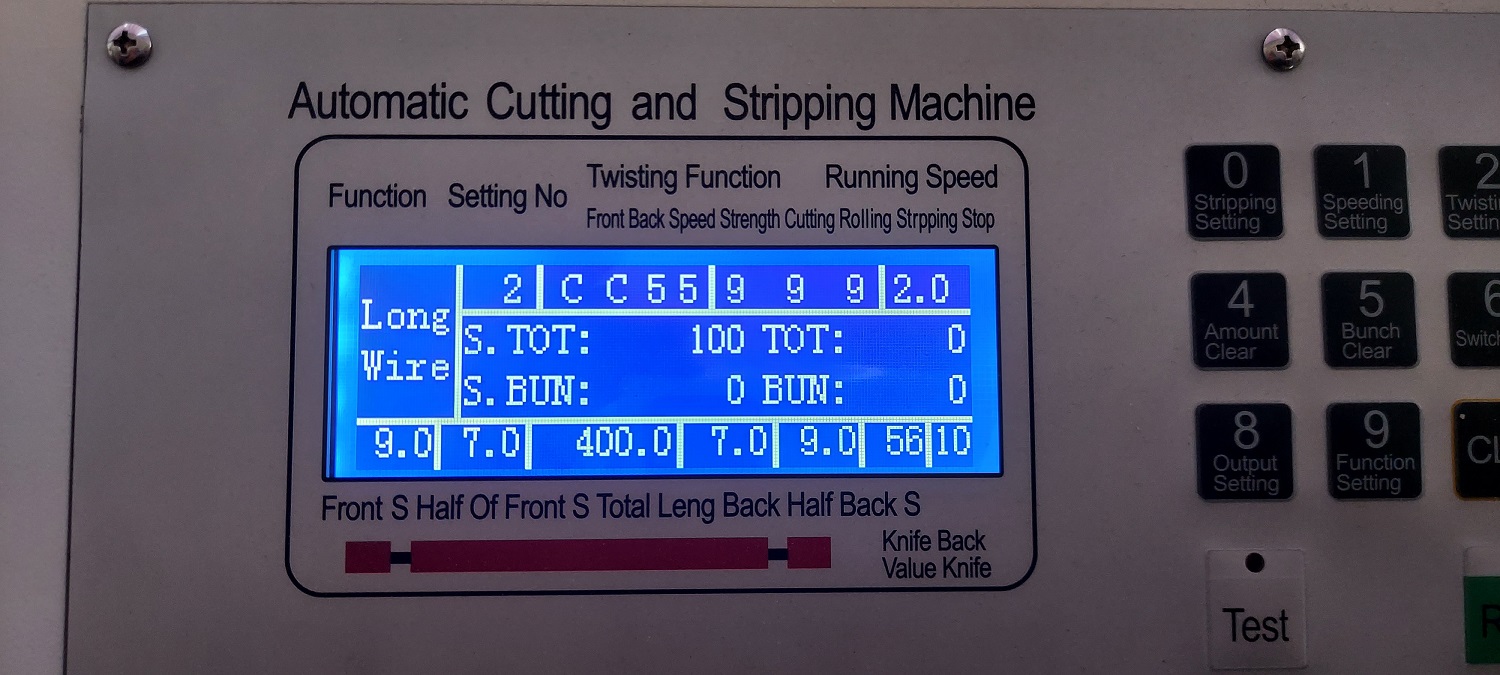 Automatic Cutting and Stripping Machine
Function Setting No Twisting Function Running Speed
Front Back Speed Strength Cutting Rolling Strpping Stop
Long Wire
2 C C 5 5 9 9 9 2.0
S.TOT: 100 TOT: 0
S.BUN: 0 BUN: 0
9.0 7.0 400.0 7.0 9.0 56 10
Front S Half Of Front S Total Leng Back Half Back S
Knife Back
Value Knife
0
Stripping
Setting
1
Speeding
Setting
2
4
Amount
Clear
5
Bunch
Clear
6
8
Output
Setting
9
Function
Setting
CL
Test
R